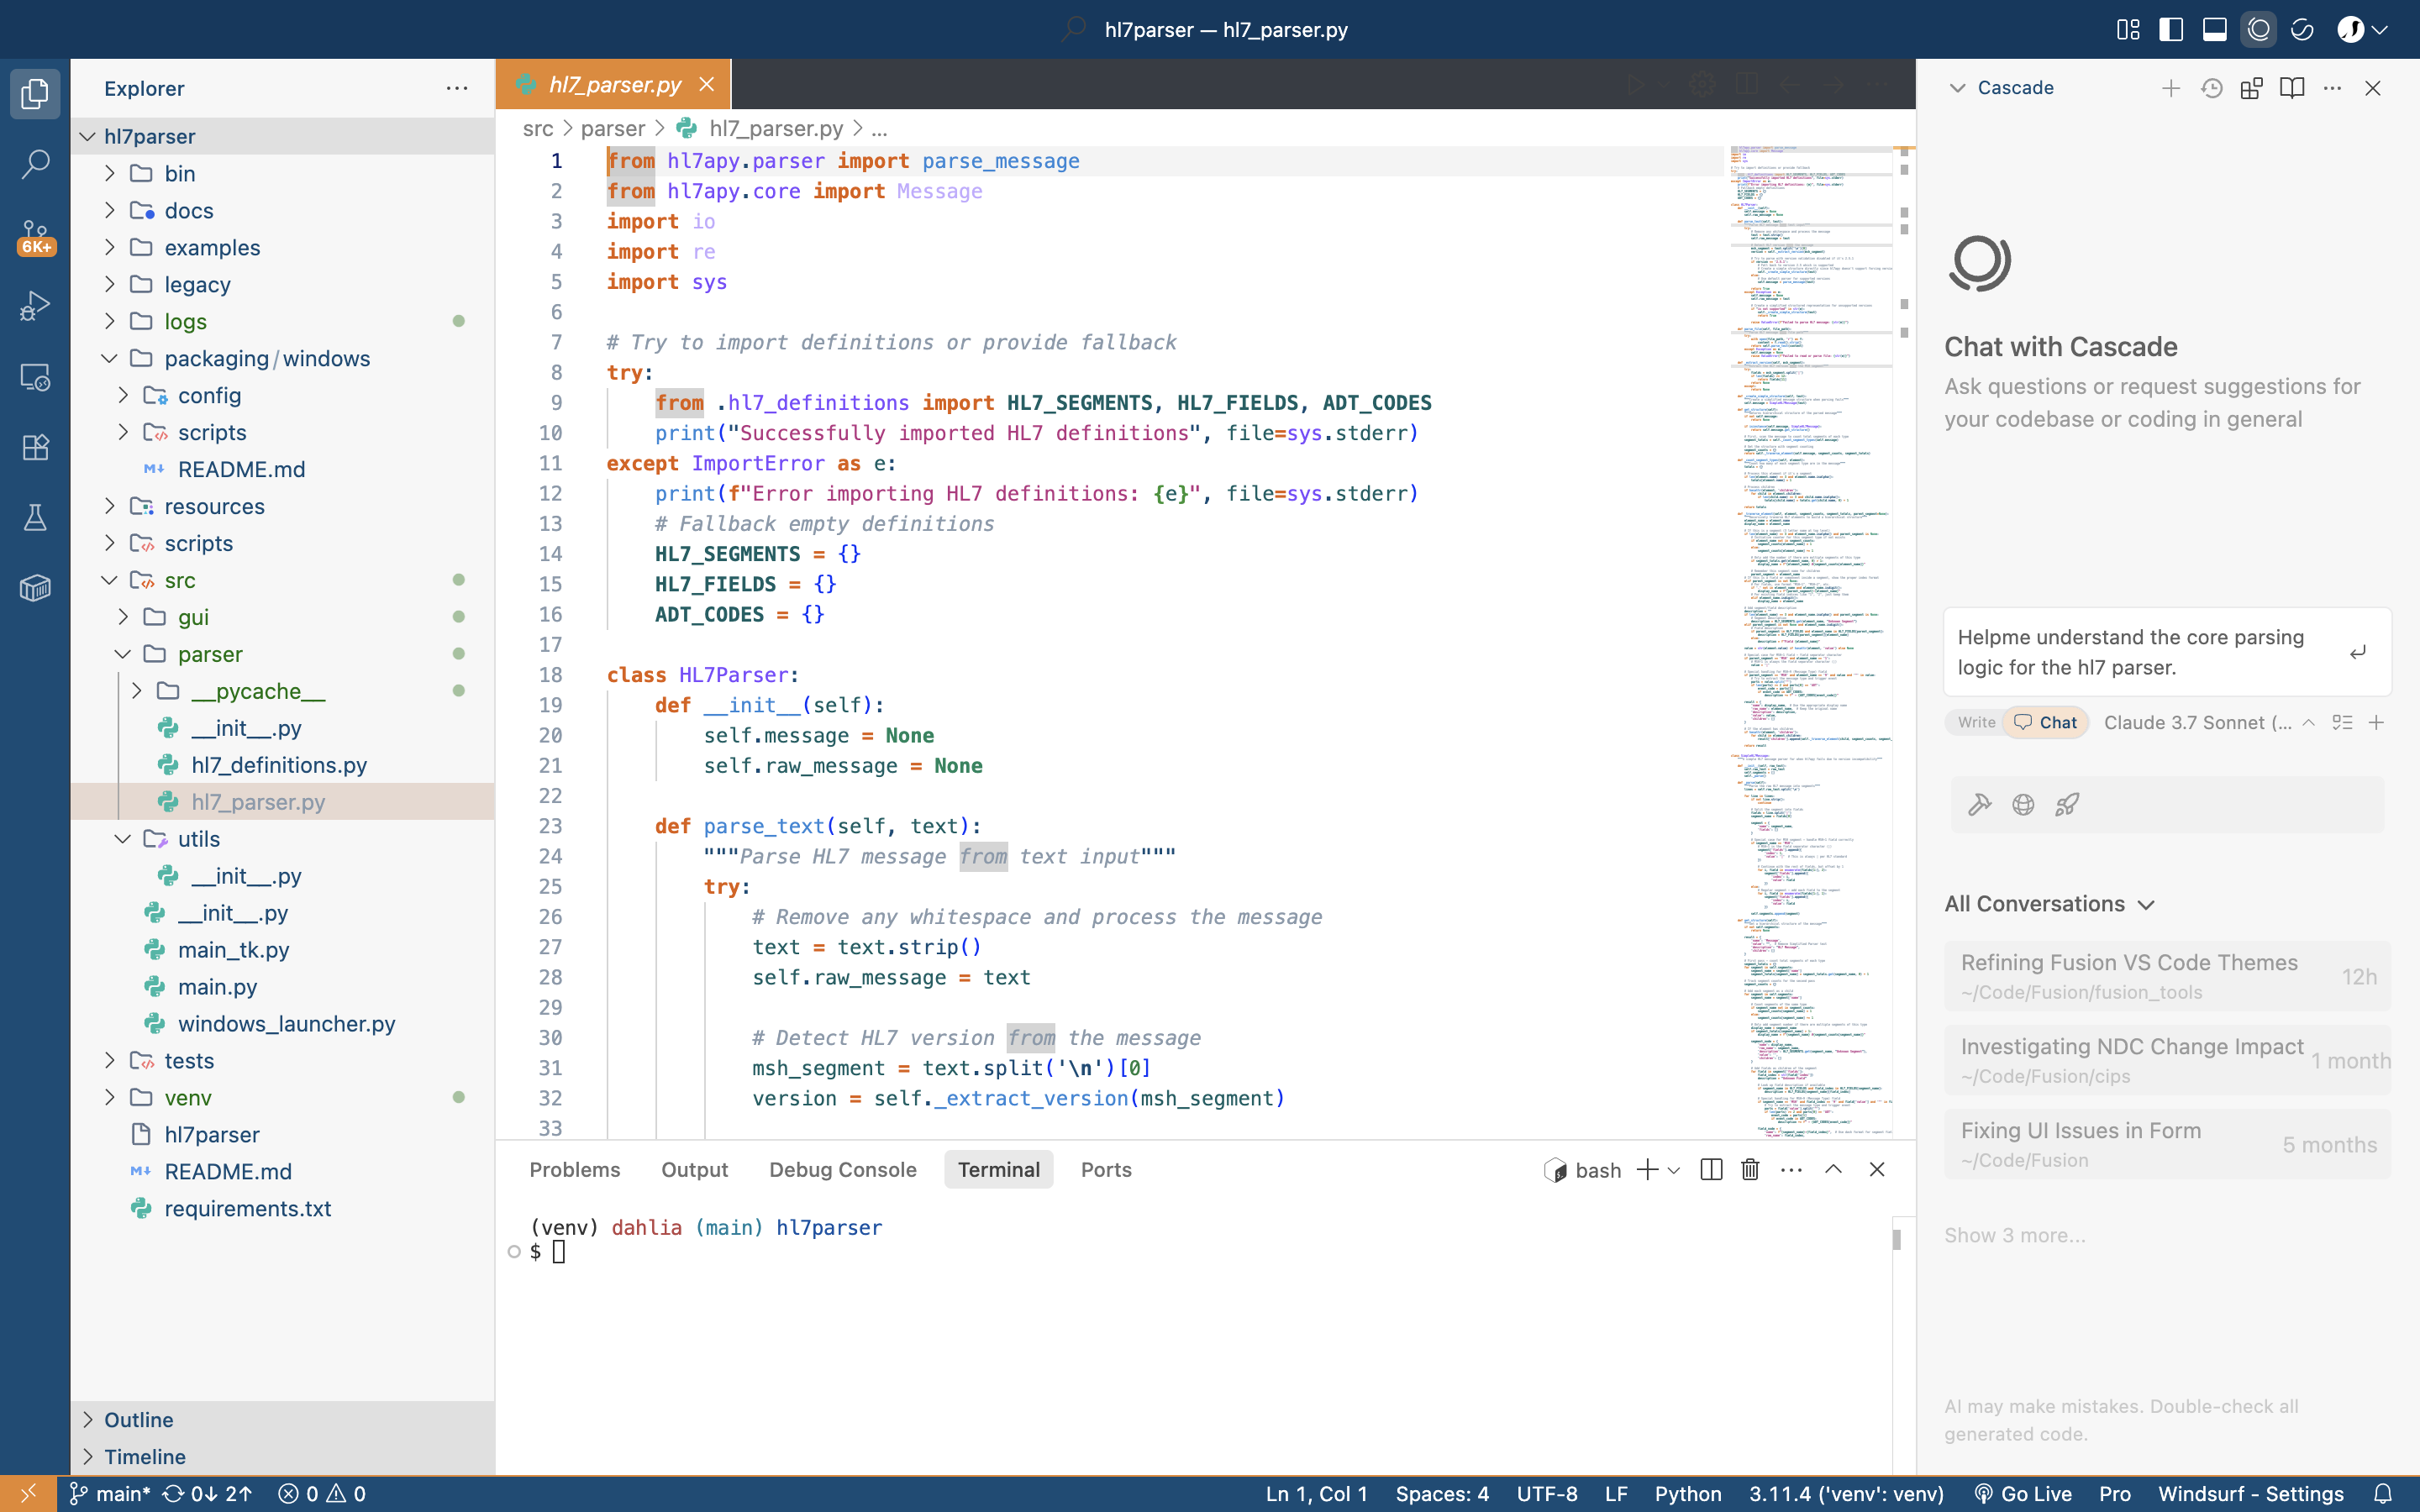 hl7parser — hl7_parser.py
Explorer
hl7parser
bin
docs
examples
legacy
logs
packaging/windows
config
scripts
README.md
resources
scripts
src
gui
parser
__pycache__
__init__.py
hl7_definitions.py
hl7_parser.py
utils
__init__.py
__init__.py
main_tk.py
main.py
windows_launcher.py
tests
venv
hl7parser
README.md
requirements.txt
Outline
Timeline
6K+
hl7_parser.py
src > parser > hl7_parser.py > ...
1 from hl7apy.parser import parse_message
2 from hl7apy.core import Message
3 import io
4 import re
5 import sys
6
7 # Try to import definitions or provide fallback
8 try:
9 from .hl7_definitions import HL7_SEGMENTS, HL7_FIELDS, ADT_CODES
10 print("Successfully imported HL7 definitions", file=sys.stderr)
11 except ImportError as e:
12 print(f"Error importing HL7 definitions: {e}", file=sys.stderr)
13 # Fallback empty definitions
14 HL7_SEGMENTS = {}
15 HL7_FIELDS = {}
16 ADT_CODES = {}
17
18 class HL7Parser:
19 def __init__(self):
20 self.message = None
21 self.raw_message = None
22
23 def parse_text(self, text):
24 """Parse HL7 message from text input"""
25 try:
26 # Remove any whitespace and process the message
27 text = text.strip()
28 self.raw_message = text
29
30 # Detect HL7 version from the message
31 msh_segment = text.split('\n')[0]
32 version = self._extract_version(msh_segment)
33
Problems Output Debug Console Terminal Ports
bash
(venv) dahlia (main) hl7parser
$
Cascade
Chat with Cascade
Ask questions or request suggestions for
your codebase or coding in general
Helpme understand the core parsing
logic for the hl7 parser.
Write Chat Claude 3.7 Sonnet (...
All Conversations
Refining Fusion VS Code Themes 12h
~/Code/Fusion/fusion_tools
Investigating NDC Change Impact 1 month
~/Code/Fusion/cips
Fixing UI Issues in Form 5 months
~/Code/Fusion
Show 3 more...
AI may make mistakes. Double-check all
generated code.
main* 0↓ 2↑ 0 0 Ln 1, Col 1 Spaces: 4 UTF-8 LF Python 3.11.4 ('venv': venv) Go Live Pro Windsurf - Settings